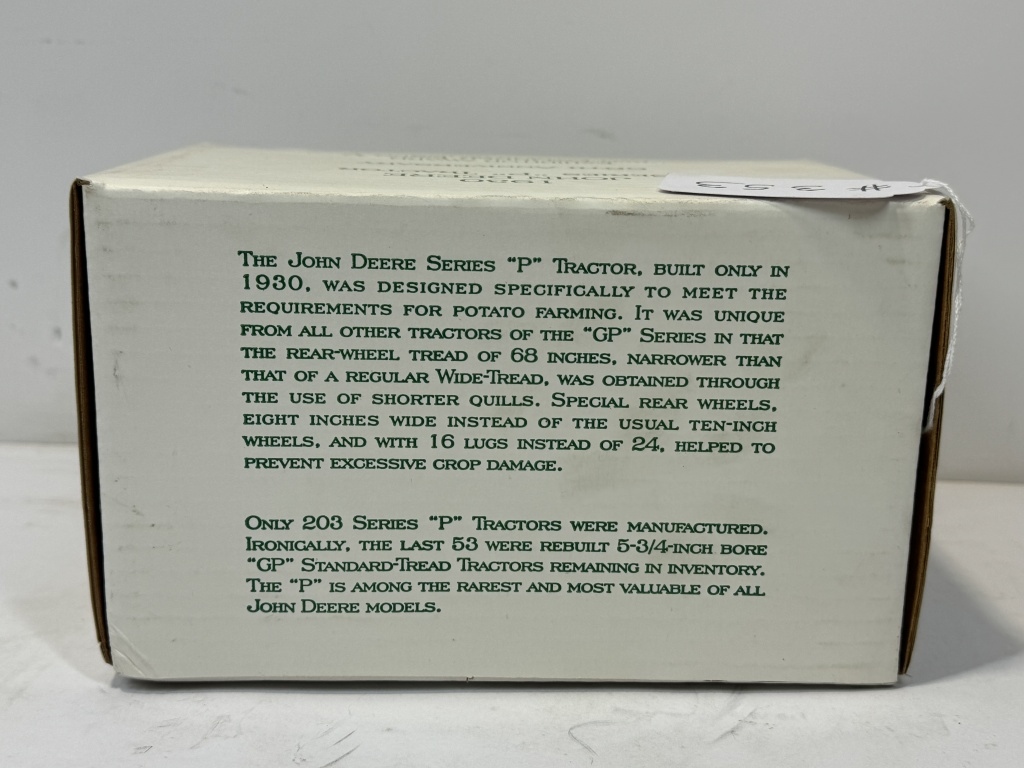 # 353
1930
JOHN DEERE
SERIES "P" TRACTOR
THE JOHN DEERE SERIES "P" TRACTOR, BUILT ONLY IN
1930, WAS DESIGNED SPECIFICALLY TO MEET THE
REQUIREMENTS FOR POTATO FARMING. IT WAS UNIQUE
FROM ALL OTHER TRACTORS OF THE "GP" SERIES IN THAT
THE REAR-WHEEL TREAD OF 68 INCHES, NARROWER THAN
THAT OF A REGULAR WIDE-TREAD, WAS OBTAINED THROUGH
THE USE OF SHORTER QUILLS. SPECIAL REAR WHEELS,
EIGHT INCHES WIDE INSTEAD OF THE USUAL TEN-INCH
WHEELS, AND WITH 16 LUGS INSTEAD OF 24, HELPED TO
PREVENT EXCESSIVE CROP DAMAGE.
ONLY 203 SERIES "P" TRACTORS WERE MANUFACTURED.
IRONICALLY, THE LAST 53 WERE REBUILT 5-3/4-INCH BORE
"GP" STANDARD-TREAD TRACTORS REMAINING IN INVENTORY.
THE "P" IS AMONG THE RAREST AND MOST VALUABLE OF ALL
JOHN DEERE MODELS.